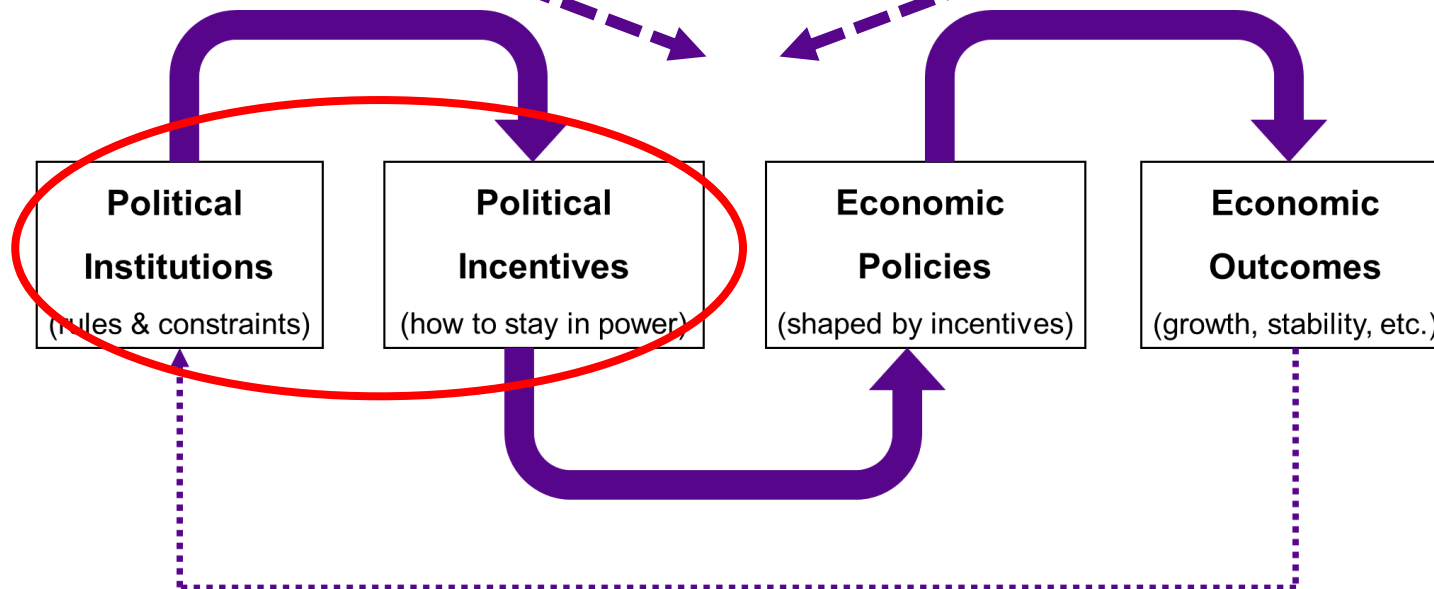 Political
Institutions
(rules & constraints)
Political
Incentives
(how to stay in power)
Economic
Policies
(shaped by incentives)
Economic
Outcomes
(growth, stability, etc.)